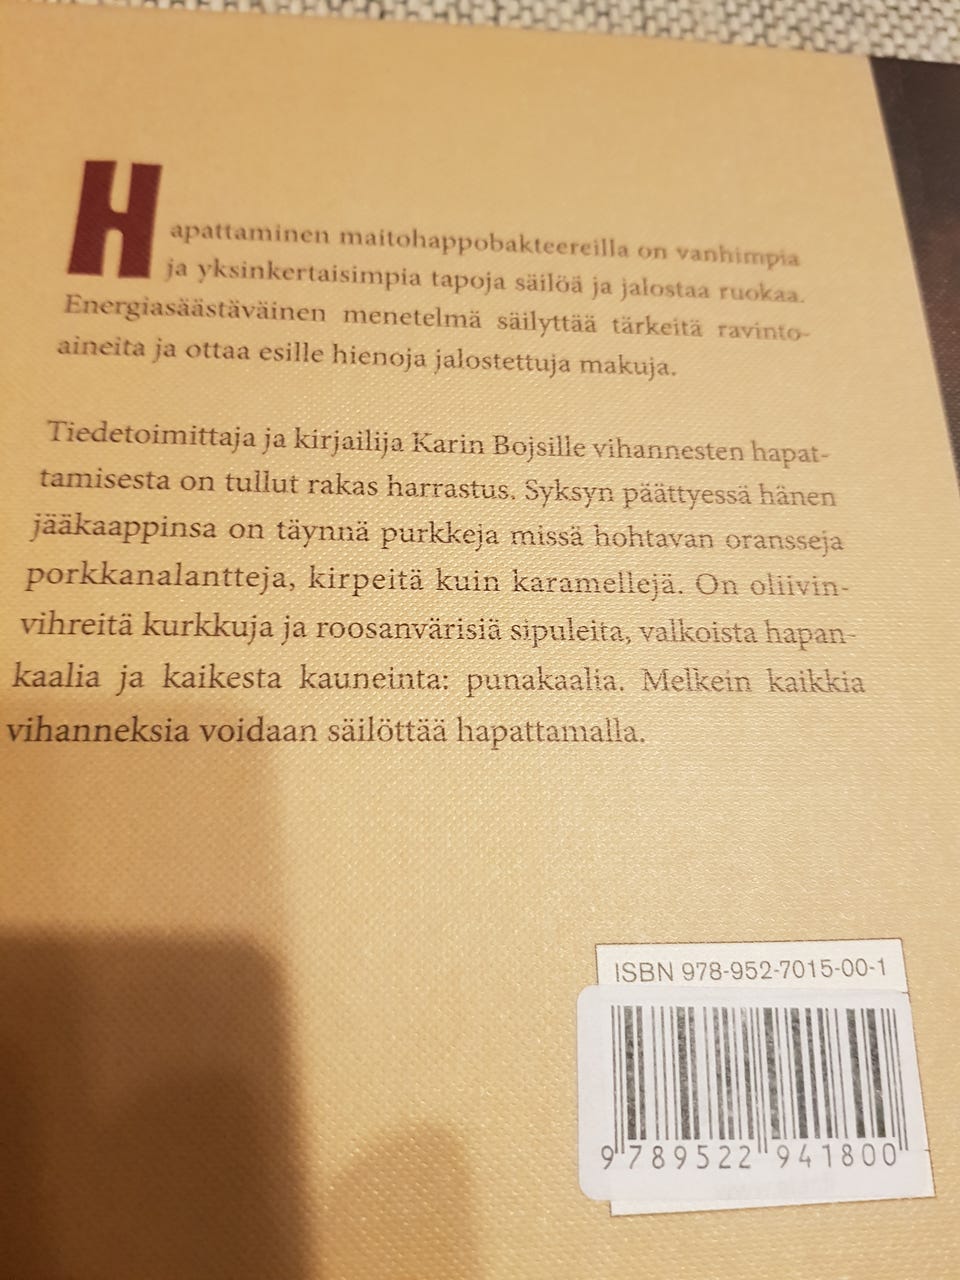 Hapattaminen maitohappobakteereilla on vanhimpia
ja yksinkertaisimpia tapoja säilöä ja jalostaa ruokaa.
Energiasäästäväinen menetelmä säilyttää tärkeitä ravinto-
aineita ja ottaa esille hienoja jalostettuja makuja.
Tiedetoimittaja ja kirjailija Karin Bojsille vihannesten hapat-
tamisesta on tullut rakas harrastus. Syksyn päättyessä hänen
jääkaappinsa on täynnä purkkeja missä hohtavan oransseja
porkkanalantteja, kirpeitä kuin karamellejä. On oliivin-
vihreitä kurkkuja ja roosanvärisiä sipuleita, valkoista hapan-
kaalia ja kaikesta kauneinta: punakaalia. Melkein kaikkia
vihanneksia voidaan säilöttää hapattamalla.
ISBN 978-952-7015-00-1
9 789522 941800